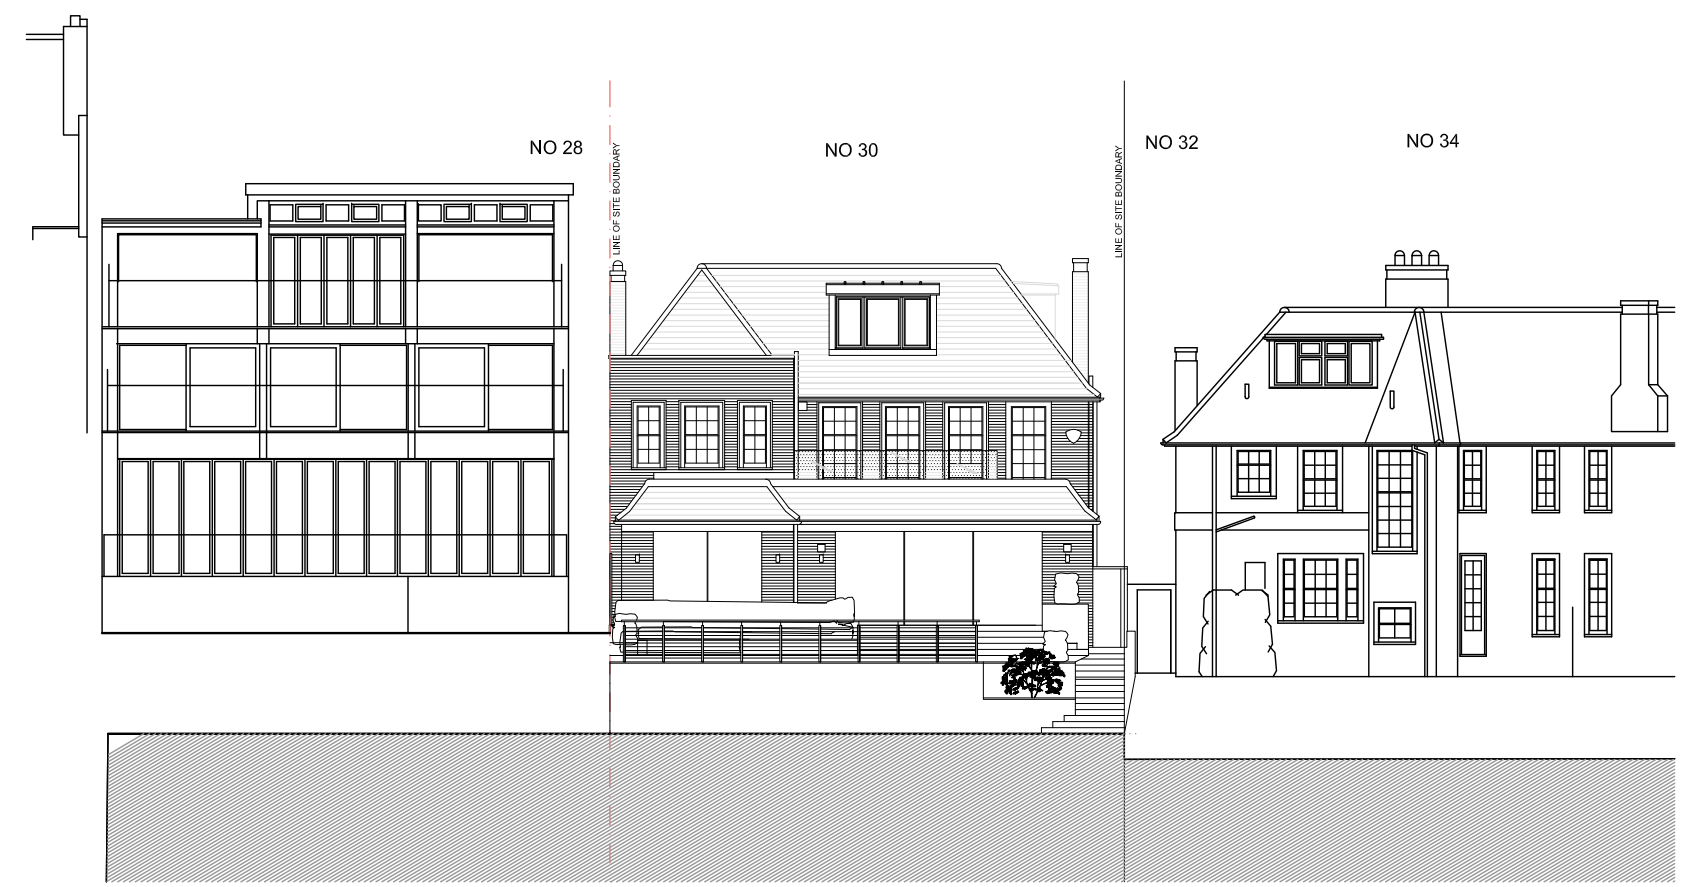 NO 28
LINE OF SITE BOUNDARY
NO 30
LINE OF SITE BOUNDARY
NO 32
NO 34